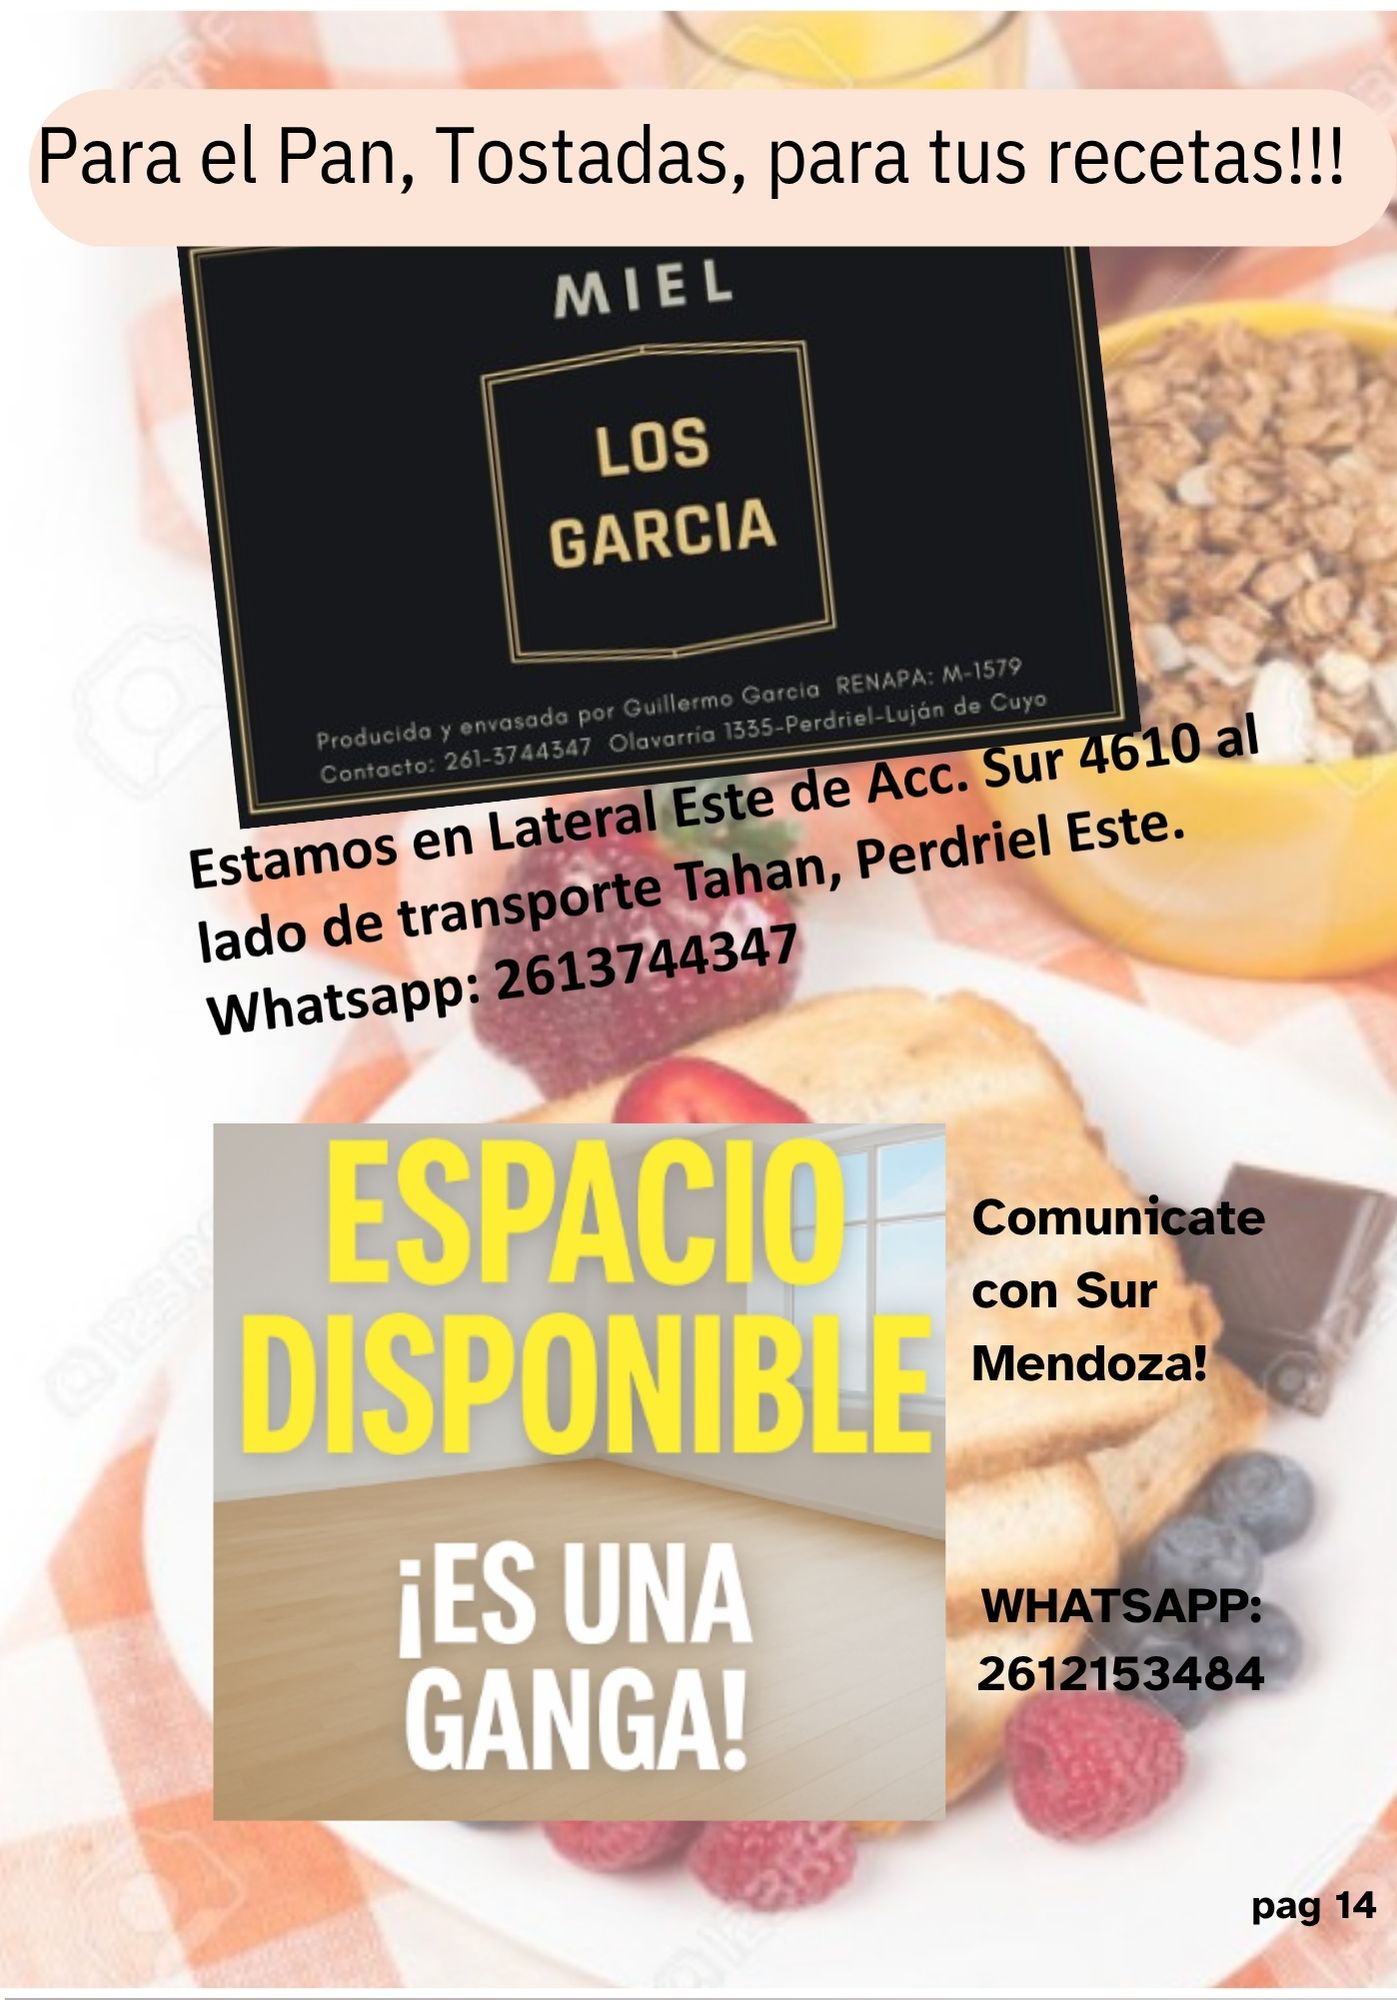 Para el Pan, Tostadas, para tus recetas!!!
MIEL
LOS
GARCIA
Producida y envasada por Guillermo Garcia RENAPA: M-1579
Contacto: 261-3744347 Olavarría 1335-Perdriel-Luján de Cuyo
Estamos en Lateral Este de Acc. Sur 4610 al
lado de transporte Tahan, Perdriel Este.
Whatsapp: 2613744347
ESPACIO
DISPONIBLE
¡ES UNA
GANGA!
Comunicate
con Sur
Mendoza!
WHATSAPP:
2612153484
pag 14